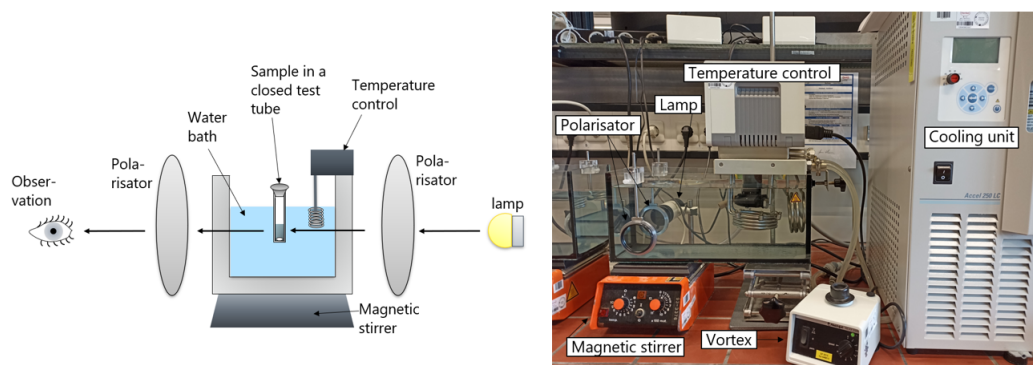 Sample in a
closed test
tube
Temperature
control
Water
bath
Pola-
risator
Pola-
risator
Obser-
vation
lamp
Magnetic
stirrer
Temperature control
Lamp
Polarisator
Cooling unit
Accel 250 LC
Magnetic stirrer
Vortex